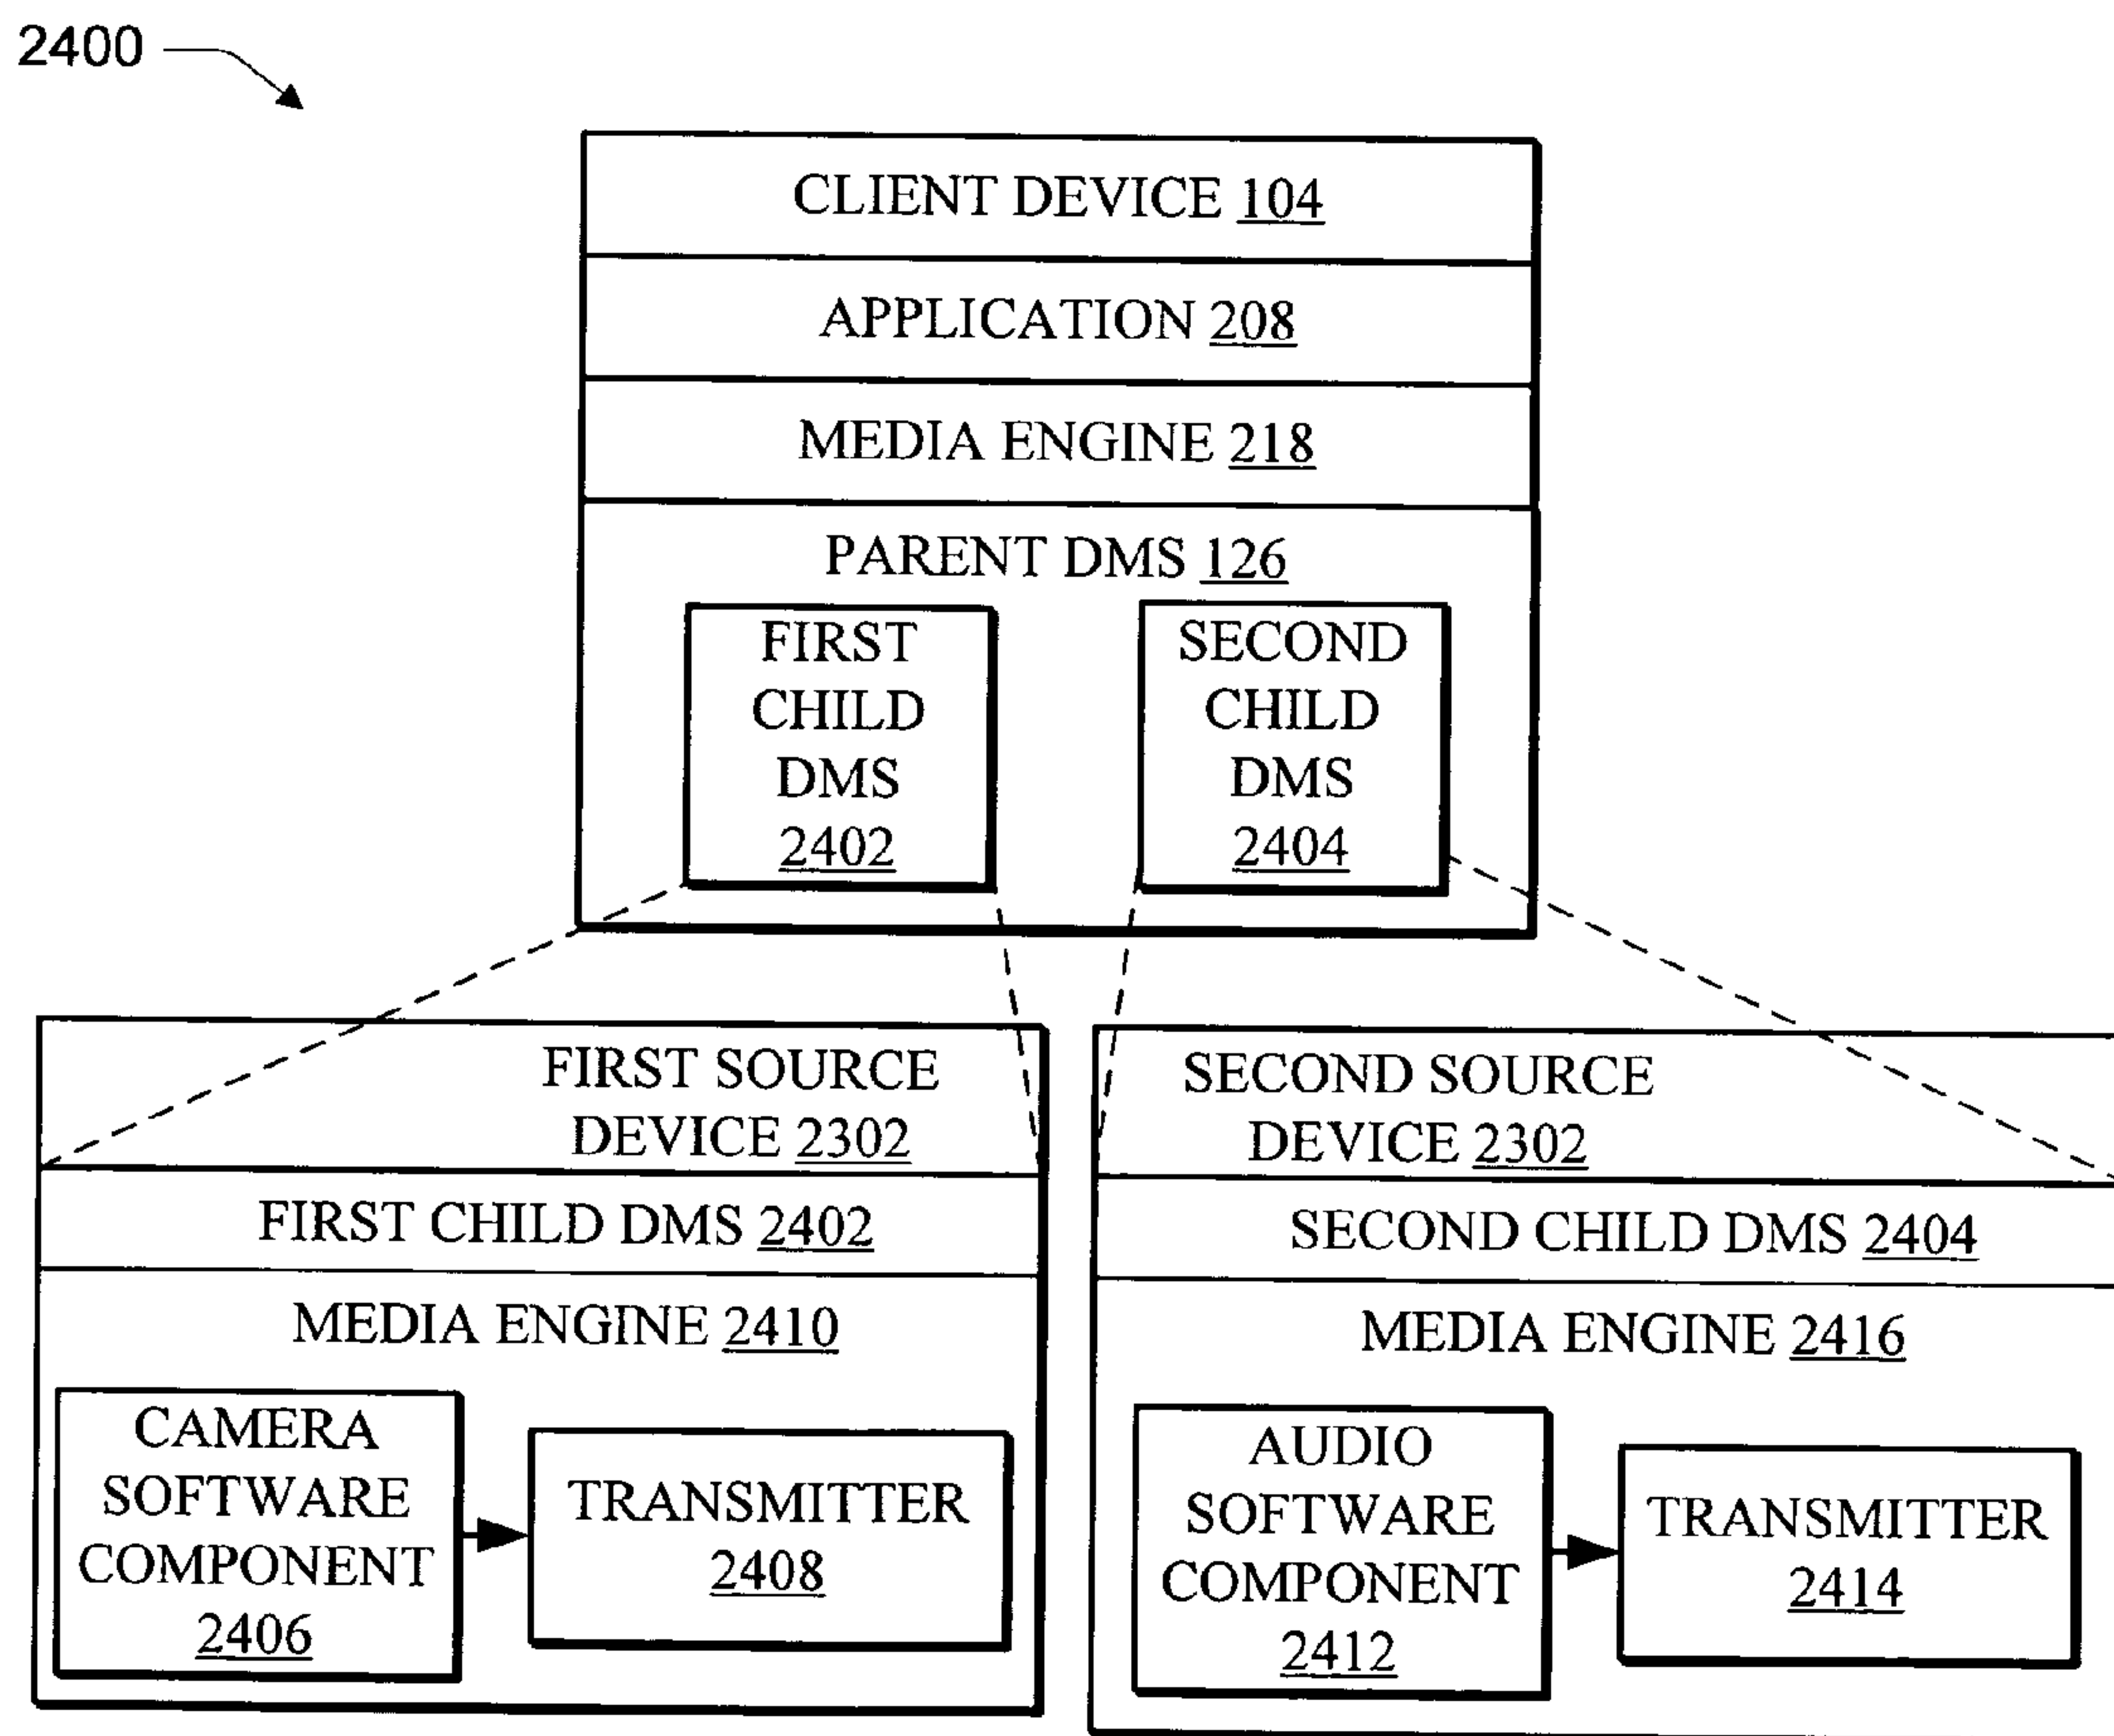 2400
CLIENT DEVICE 104
APPLICATION 208
MEDIA ENGINE 218
PARENT DMS 126
FIRST
CHILD
DMS
2402
SECOND
CHILD
DMS
2404
FIRST SOURCE
DEVICE 2302
FIRST CHILD DMS 2402
MEDIA ENGINE 2410
CAMERA
SOFTWARE
COMPONENT
2406
TRANSMITTER
2408
SECOND SOURCE
DEVICE 2302
SECOND CHILD DMS 2404
MEDIA ENGINE 2416
AUDIO
SOFTWARE
COMPONENT
2412
TRANSMITTER
2414